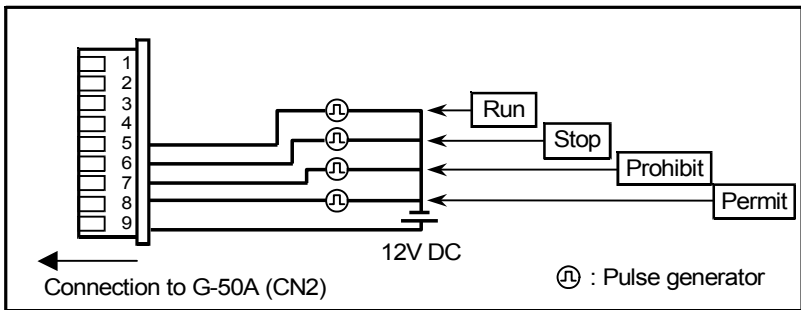 1
2
3
4
5
6
7
8
9
Run
Stop
Prohibit
Permit
12V DC
Connection to G-50A (CN2)
: Pulse generator